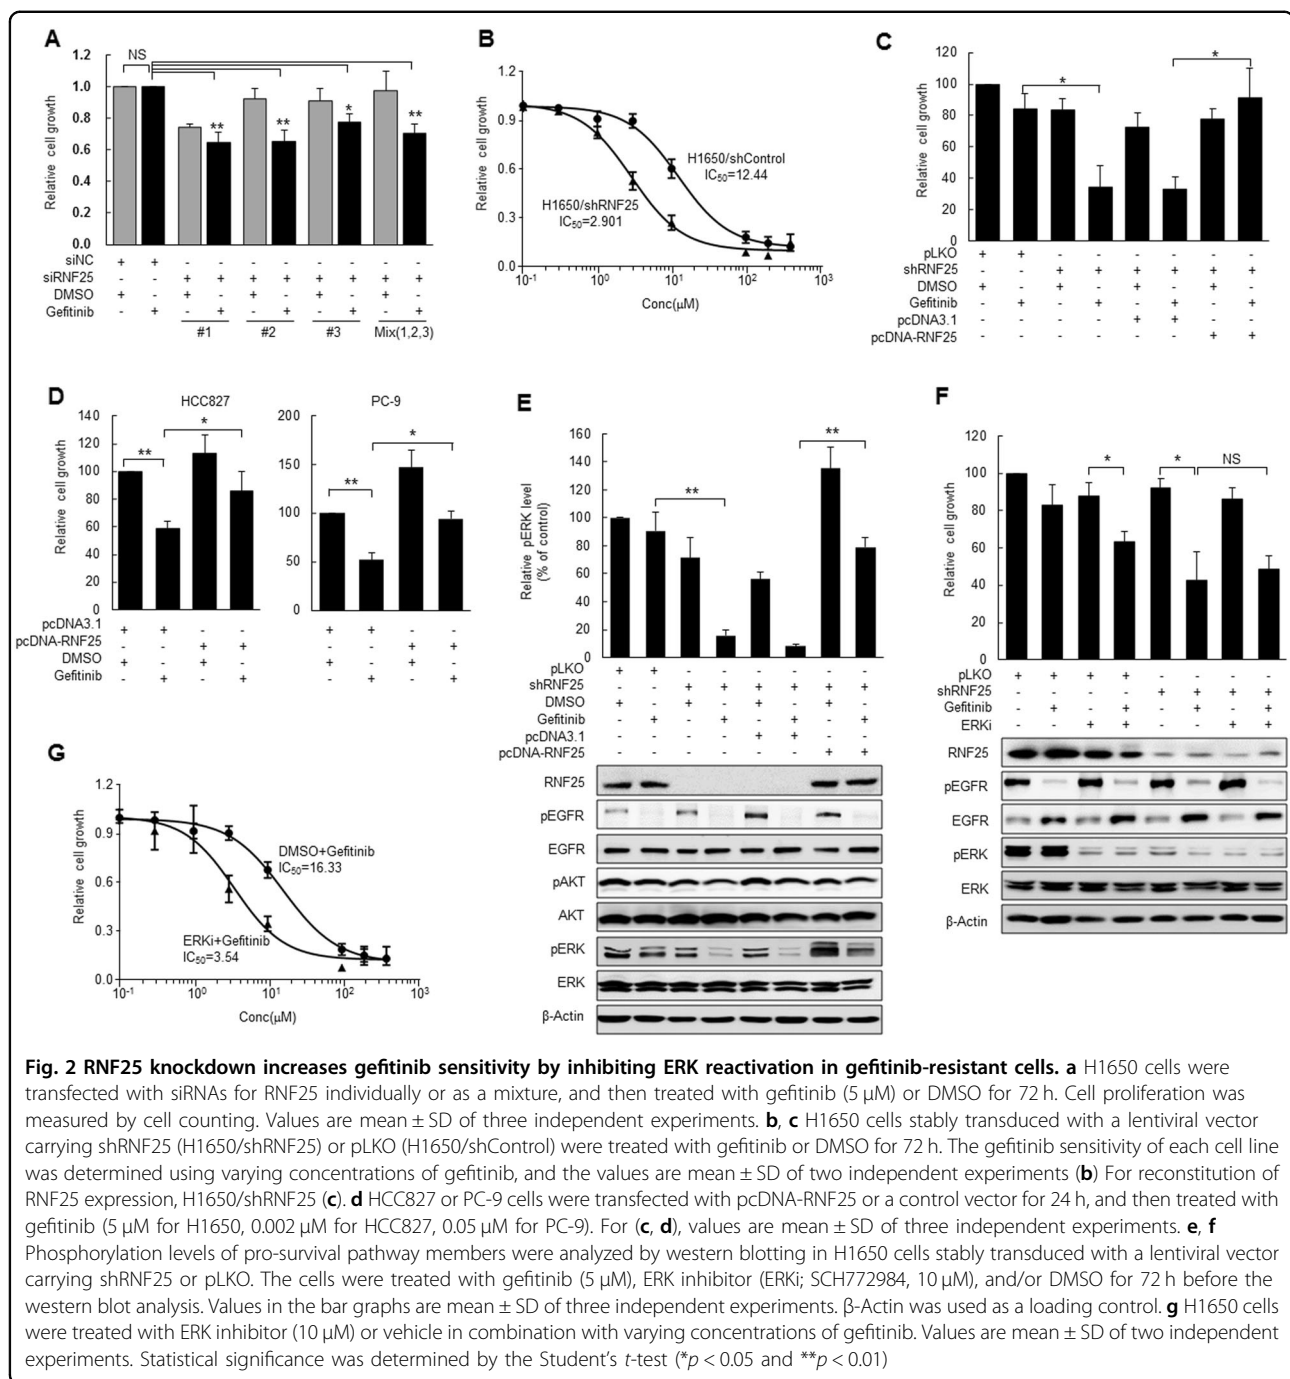 A
Relative cell growth
1.2
1.0
0.8
0.6
0.4
0.2
0.0
NS
** ** * **
siNC + + - - - - - - - -
siRNF25 - - + + + + + + + +
DMSO + - + - + - + - + -
Gefitinib - + - + - + - + - +
#1 #2 #3 Mix(1,2,3)
B
Relative cell growth
1.2
0.9
0.6
0.3
0.0
H1650/shControl
IC50=12.44
H1650/shRNF25
IC50=2.901
10-1 100 101 102 103
Conc(μM)
C
Relative cell growth
120
100
80
60
40
20
0
* *
pLKO + + - - - - - -
shRNF25 - - + + + + + +
DMSO + - + - + - + -
Gefitinib - + - + - + - +
pcDNA3.1 - - - - + + - -
pcDNA-RNF25 - - - - - - + +
D
HCC827
Relative cell growth
140
120
100
80
60
40
20
0
** *
PC-9
200
150
100
50
0
** *
pcDNA3.1 + + - - + + - -
pcDNA-RNF25 - - + + - - + +
DMSO + - + - + - + -
Gefitinib - + - + - + - +
E
Relative pERK level
(% of control)
160
140
120
100
80
60
40
20
0
** **
pLKO + + - - - - - -
shRNF25 - - + + + + + +
DMSO + - + - + - + -
Gefitinib - + - + - + - +
pcDNA3.1 - - - - + + - -
pcDNA-RNF25 - - - - - - + +
RNF25
pEGFR
EGFR
pAKT
AKT
pERK
ERK
β-Actin
F
Relative cell growth
120
100
80
60
40
20
0
* * NS
pLKO + + + + - - - -
shRNF25 - - - - + + + +
Gefitinib - + - + - + - +
ERKi - - + + - - + +
RNF25
pEGFR
EGFR
pERK
ERK
β-Actin
G
Relative cell growth
1.2
0.9
0.6
0.3
0.0
DMSO+Gefitinib
IC50=16.33
ERKi+Gefitinib
IC50=3.54
10-1 100 101 102 103
Conc(μM)
Fig. 2 RNF25 knockdown increases gefitinib sensitivity by inhibiting ERK reactivation in gefitinib-resistant cells. a H1650 cells were
transfected with siRNAs for RNF25 individually or as a mixture, and then treated with gefitinib (5 μM) or DMSO for 72 h. Cell proliferation was
measured by cell counting. Values are mean ± SD of three independent experiments. b, c H1650 cells stably transduced with a lentiviral vector
carrying shRNF25 (H1650/shRNF25) or pLKO (H1650/shControl) were treated with gefitinib or DMSO for 72 h. The gefitinib sensitivity of each cell line
was determined using varying concentrations of gefitinib, and the values are mean ± SD of two independent experiments (b) For reconstitution of
RNF25 expression, H1650/shRNF25 (c). d HCC827 or PC-9 cells were transfected with pcDNA-RNF25 or a control vector for 24 h, and then treated with
gefitinib (5 μM for H1650, 0.002 μM for HCC827, 0.05 μM for PC-9). For (c, d), values are mean ± SD of three independent experiments. e, f
Phosphorylation levels of pro-survival pathway members were analyzed by western blotting in H1650 cells stably transduced with a lentiviral vector
carrying shRNF25 or pLKO. The cells were treated with gefitinib (5 μM), ERK inhibitor (ERKi; SCH772984, 10 μM), and/or DMSO for 72 h before the
western blot analysis. Values in the bar graphs are mean ± SD of three independent experiments. β-Actin was used as a loading control. g H1650 cells
were treated with ERK inhibitor (10 μM) or vehicle in combination with varying concentrations of gefitinib. Values are mean ± SD of two independent
experiments. Statistical significance was determined by the Student's t-test (*p < 0.05 and **p < 0.01)